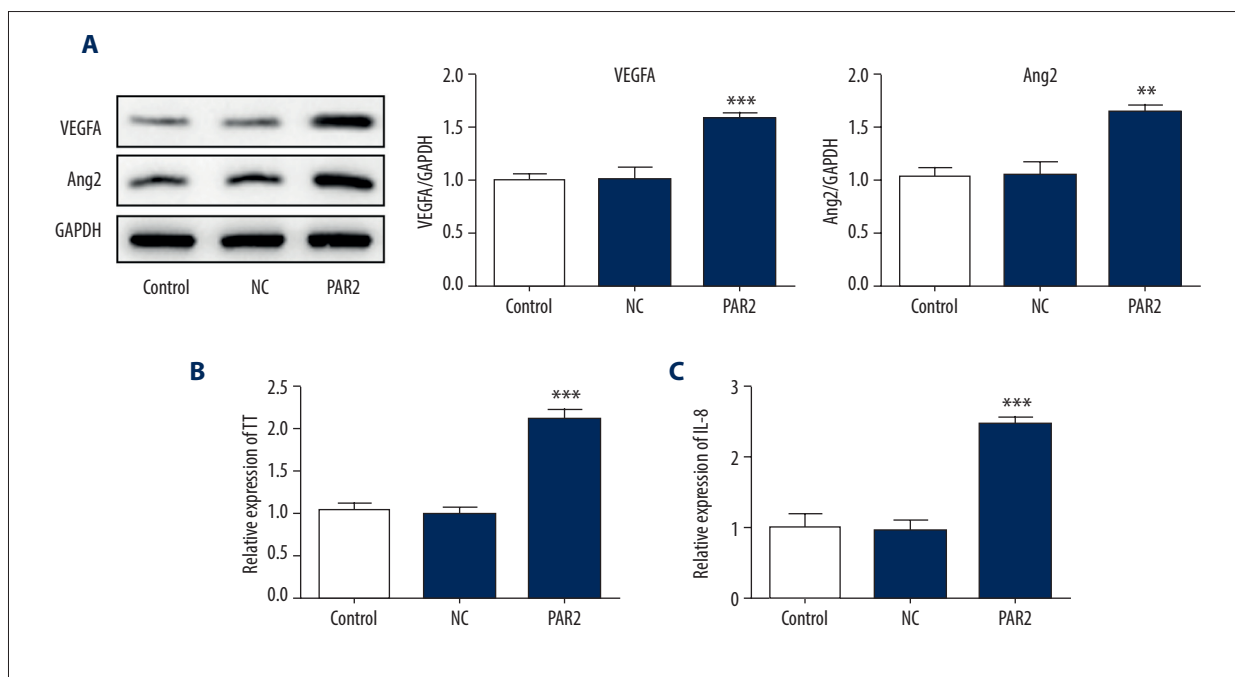 A
VEGFA
Ang2
GAPDH
Control NC PAR2
VEGFA
VEGFA/GAPDH
2.0
1.5
1.0
0.5
0.0
***
Control NC PAR2
Ang2
Ang2/GAPDH
2.0
1.5
1.0
0.5
0.0
**
Control NC PAR2
B
Relative expression of TT
2.5
2.0
1.5
1.0
0.5
0.0
***
Control NC PAR2
C
Relative expression of IL-8
3
2
1
0
***
Control NC PAR2